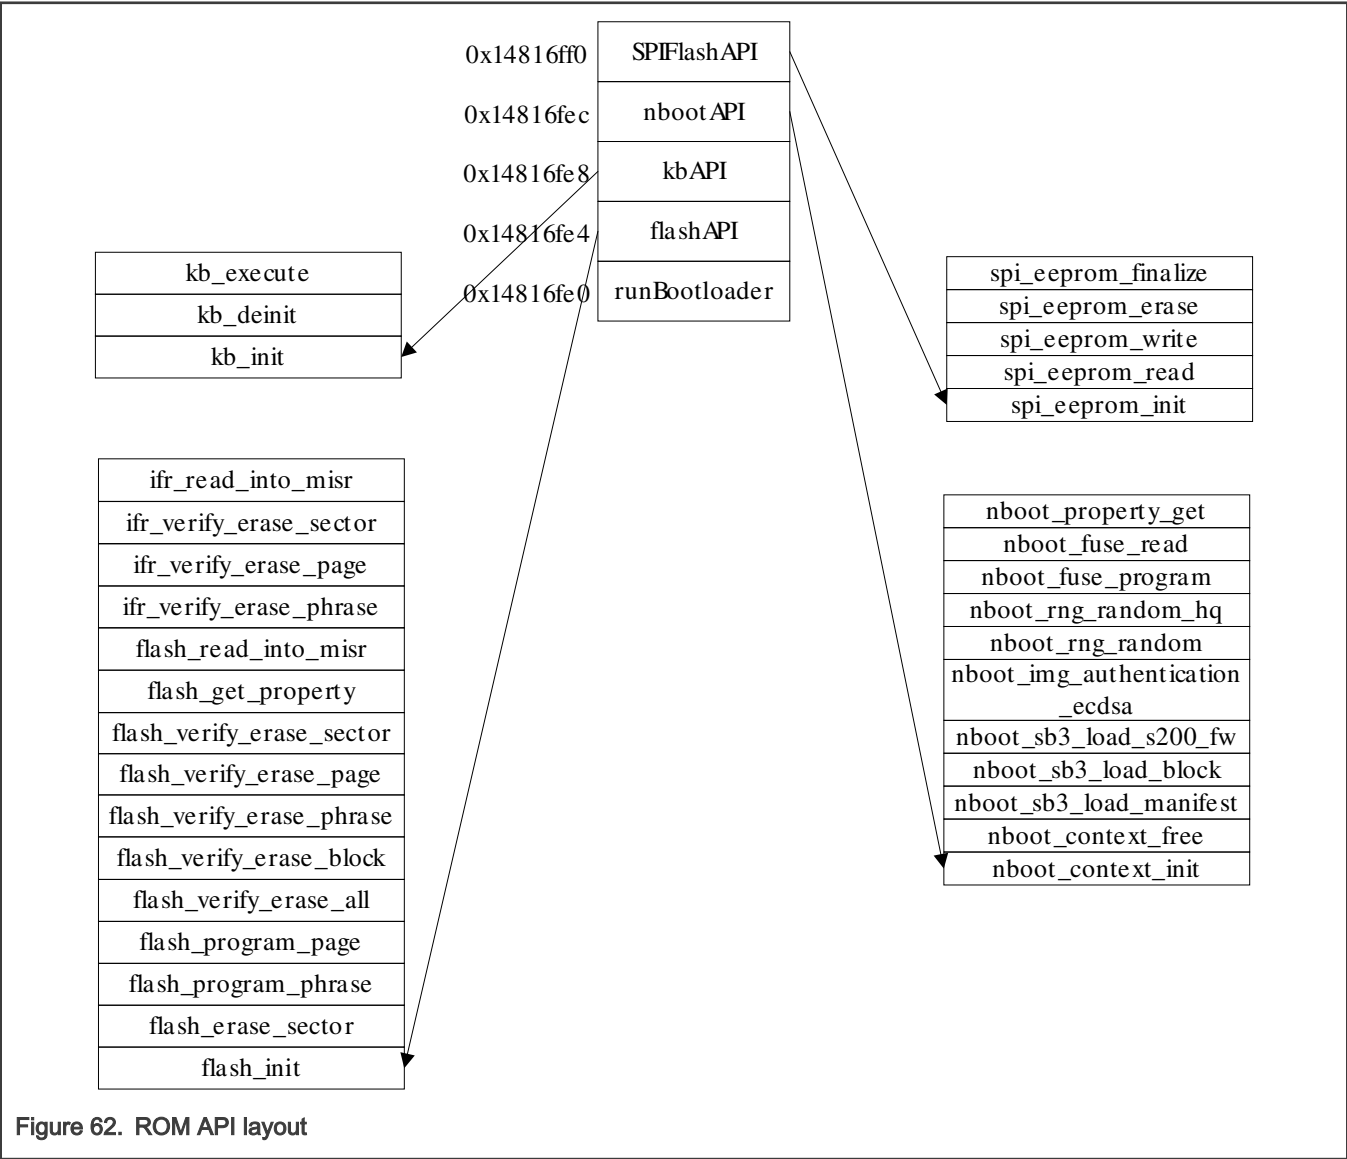 0x14816ff0 SPIFlashAPI
0x14816fec nbootAPI
0x14816fe8 kbAPI
0x14816fe4 flashAPI
0x14816fe0 runBootloader
kb_execute
kb_deinit
kb_init
spi_eeprom_finalize
spi_eeprom_erase
spi_eeprom_write
spi_eeprom_read
spi_eeprom_init
ifr_read_into_misr
ifr_verify_erase_sector
ifr_verify_erase_page
ifr_verify_erase_phrase
flash_read_into_misr
flash_get_property
flash_verify_erase_sector
flash_verify_erase_page
flash_verify_erase_phrase
flash_verify_erase_block
flash_verify_erase_all
flash_program_page
flash_program_phrase
flash_erase_sector
flash_init
nboot_property_get
nboot_fuse_read
nboot_fuse_program
nboot_rng_random_hq
nboot_rng_random
nboot_img_authentication
_ecdsa
nboot_sb3_load_s200_fw
nboot_sb3_load_block
nboot_sb3_load_manifest
nboot_context_free
nboot_context_init
Figure 62. ROM API layout